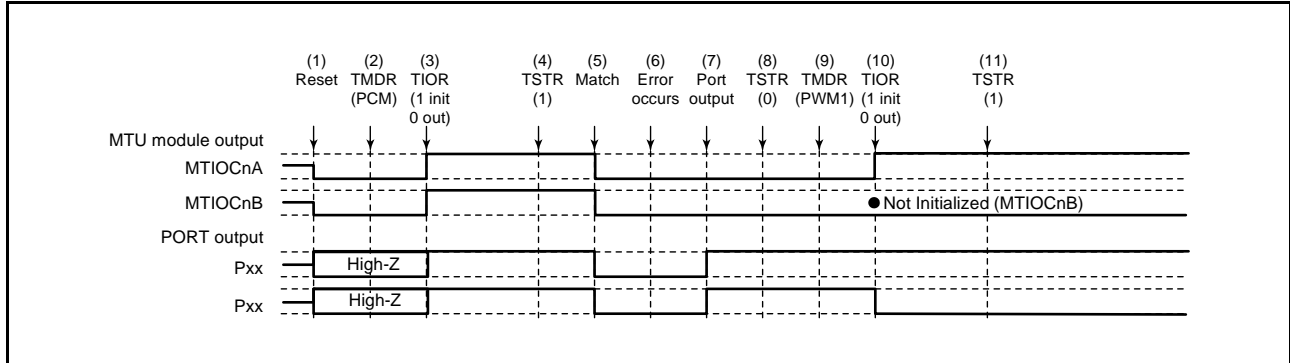 (1) (2) (3) (4) (5) (6) (7) (8) (9) (10) (11)
Reset TMDR TIOR TSTR Match Error Port TSTR TMDR TIOR TSTR
(PCM) (1 init (1) occurs output (0) (PWM1) (1 init (1)
0 out) 0 out)
MTU module output
MTIOCnA
MTIOCnB
Not Initialized (MTIOCnB)
PORT output
Pxx High-Z
Pxx High-Z